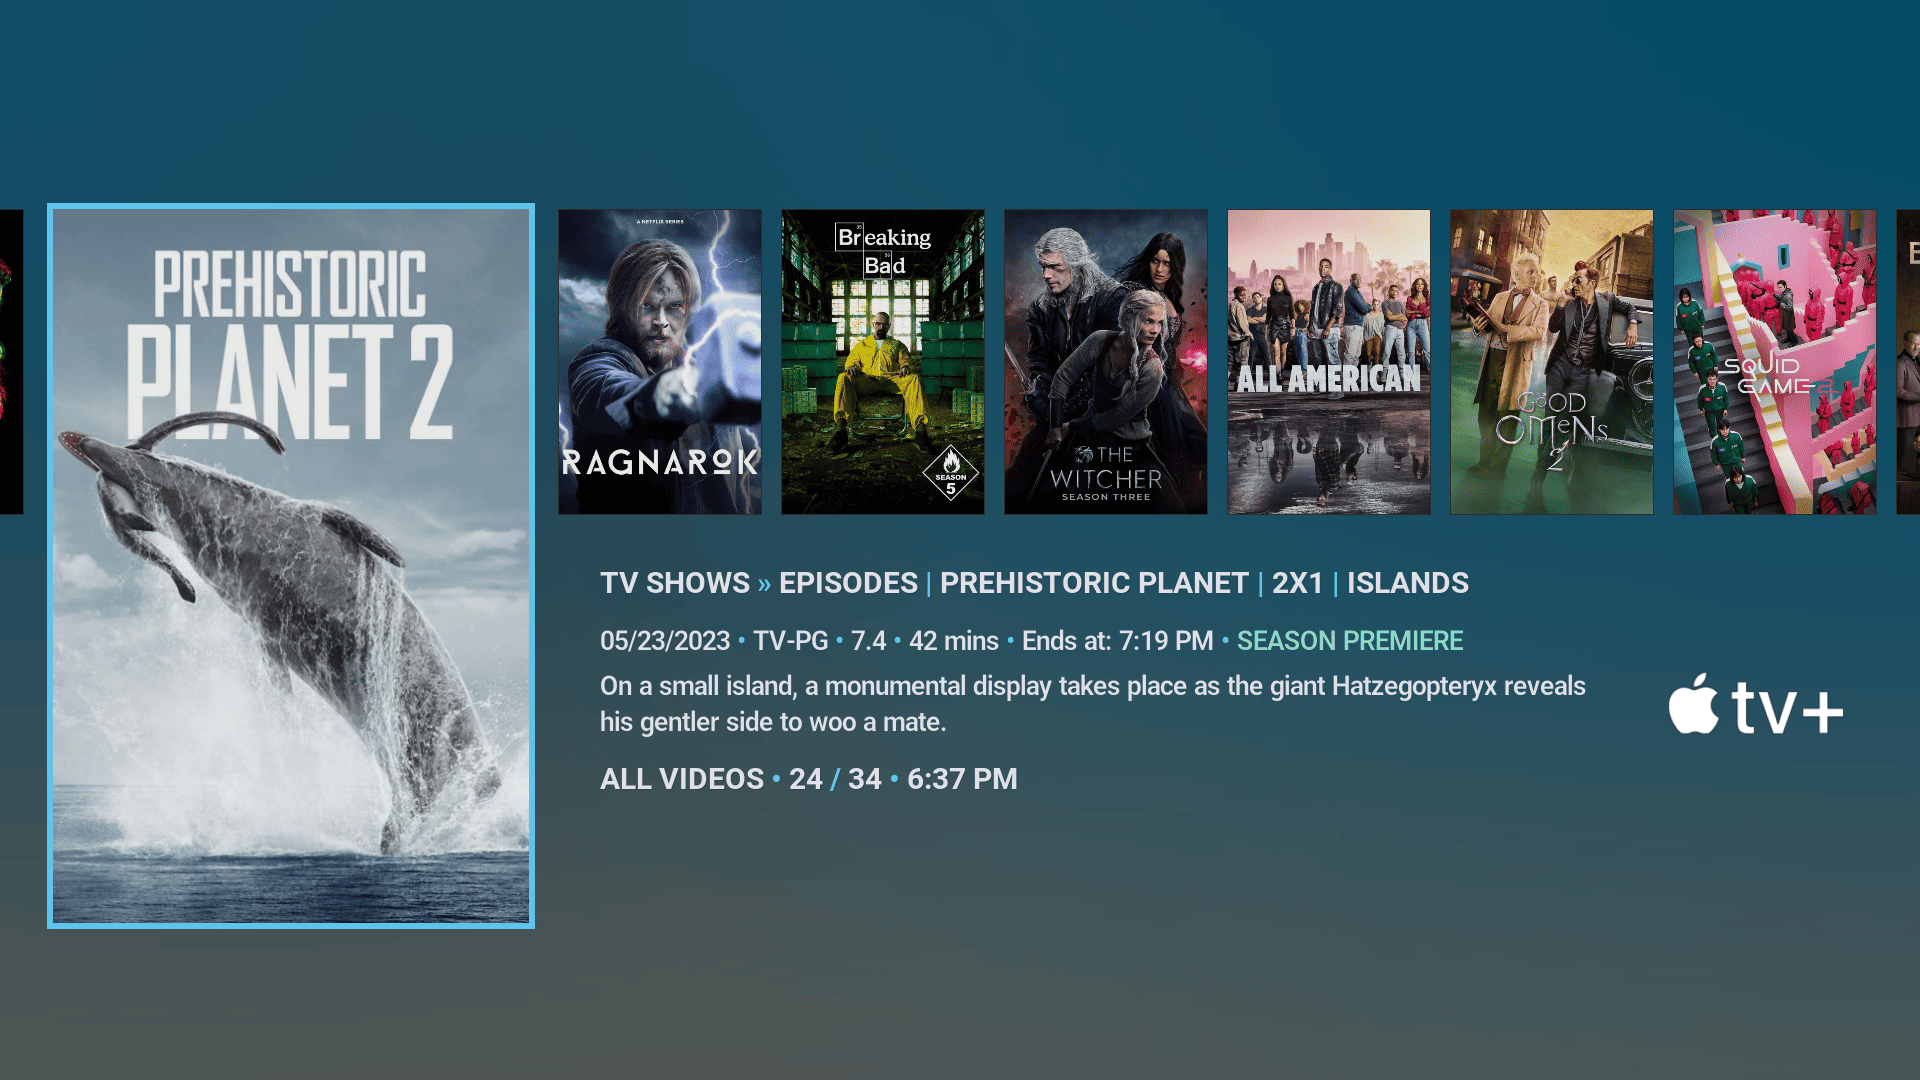 PREHISTORIC
PLANET 2
A NETFLIX SERIES
RAGNAROK
Breaking
Bad
SEASON
5
THE
WITCHER
SEASON THREE
ALL AMERICAN
GOOD
OMENS
2
SQUID
GAME 2
TV SHOWS » EPISODES | PREHISTORIC PLANET | 2X1 | ISLANDS
05/23/2023 • TV-PG • 7.4 • 42 mins • Ends at: 7:19 PM • SEASON PREMIERE
On a small island, a monumental display takes place as the giant Hatzegopteryx reveals
his gentler side to woo a mate.
tv+
ALL VIDEOS • 24 / 34 • 6:37 PM